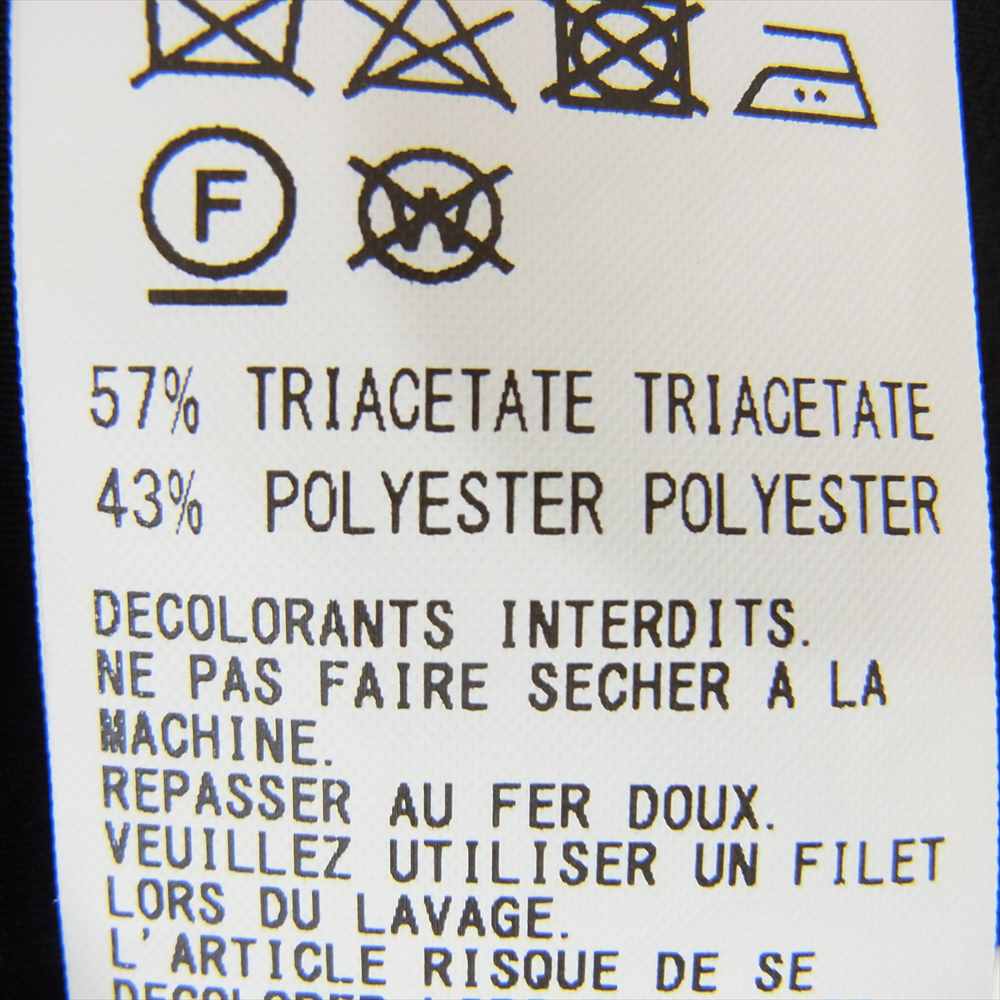 F
W
57% TRIACETATE TRIACETATE
43% POLYESTER POLYESTER
DECOLORANTS INTERDITS.
NE PAS FAIRE SECHER A LA
MACHINE.
REPASSER AU FER DOUX.
VEUILLEZ UTILISER UN FILET
LORS DU LAVAGE.
L'ARTICLE RISQUE DE SE